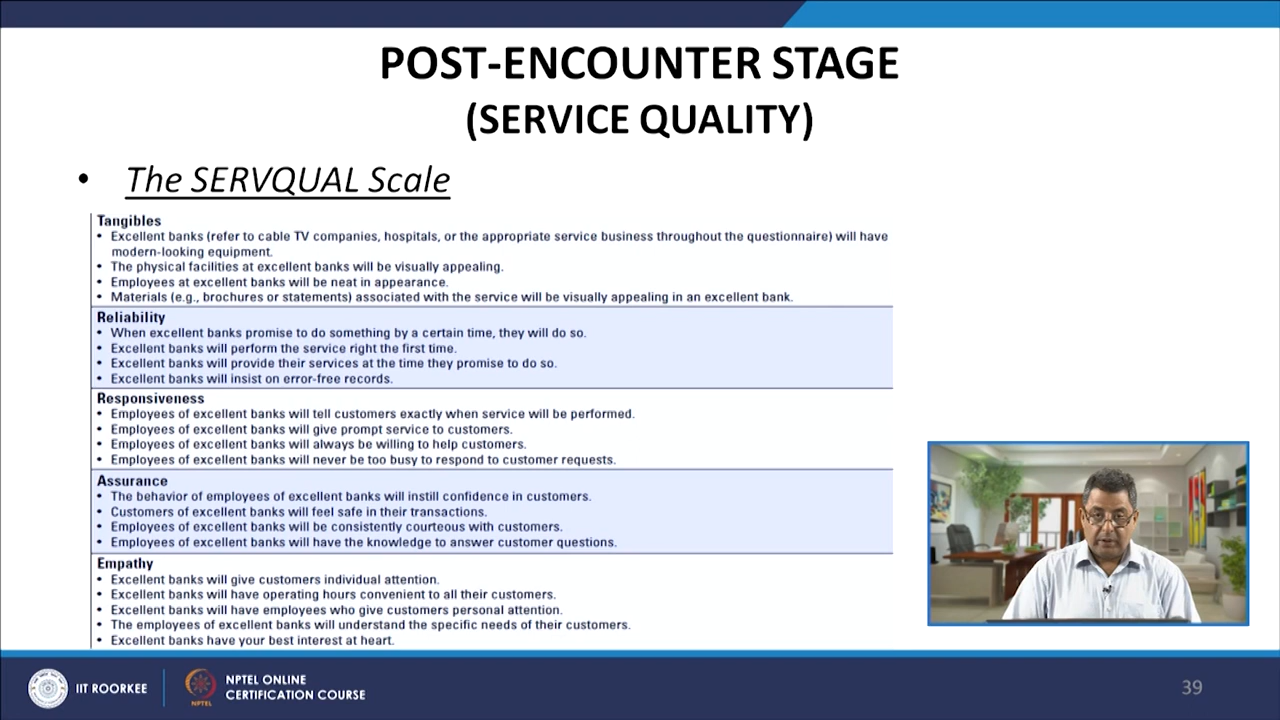 POST-ENCOUNTER STAGE
(SERVICE QUALITY)
• The SERVQUAL Scale
Tangibles
• Excellent banks (refer to cable TV companies, hospitals, or the appropriate service business throughout the questionnaire) will have
modern-looking equipment.
• The physical facilities at excellent banks will be visually appealing.
• Employees at excellent banks will be neat in appearance.
• Materials (e.g., brochures or statements) associated with the service will be visually appealing in an excellent bank.
Reliability
• When excellent banks promise to do something by a certain time, they will do so.
• Excellent banks will perform the service right the first time.
• Excellent banks will provide their services at the time they promise to do so.
• Excellent banks will insist on error-free records.
Responsiveness
• Employees of excellent banks will tell customers exactly when service will be performed.
• Employees of excellent banks will give prompt service to customers.
• Employees of excellent banks will always be willing to help customers.
• Employees of excellent banks will never be too busy to respond to customer requests.
Assurance
• The behavior of employees of excellent banks will instill confidence in customers.
• Customers of excellent banks will feel safe in their transactions.
• Employees of excellent banks will be consistently courteous with customers.
• Employees of excellent banks will have the knowledge to answer customer questions.
Empathy
• Excellent banks will give customers individual attention.
• Excellent banks will have operating hours convenient to all their customers.
• Excellent banks will have employees who give customers personal attention.
• The employees of excellent banks will understand the specific needs of their customers.
• Excellent banks have your best interest at heart.
IIT ROORKEE
NPTEL
NPTEL ONLINE
CERTIFICATION COURSE
39